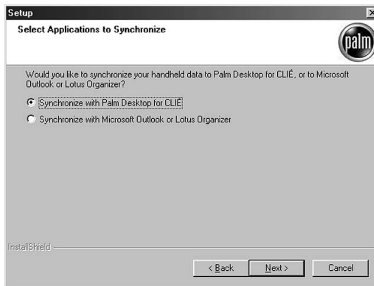 Setup
Select Applications to Synchronize
palm
Would you like to synchronize your handheld data to Palm Desktop for CLIÉ, or to Microsoft
Outlook or Lotus Organizer?
Synchronize with Palm Desktop for CLIÉ
Synchronize with Microsoft Outlook or Lotus Organizer
InstallShield
< Back
Next >
Cancel